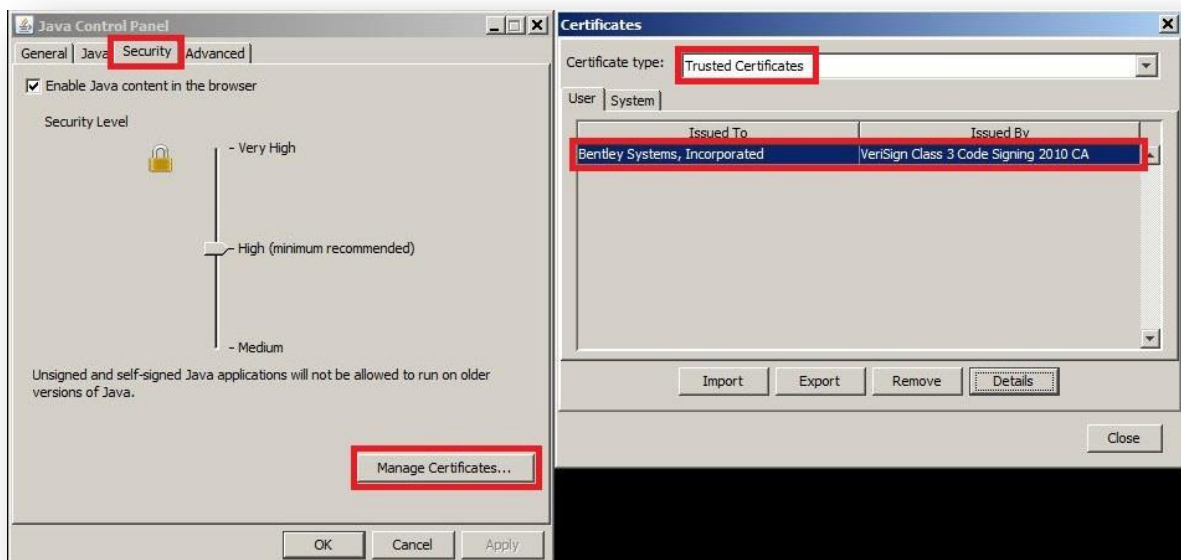 Java Control Panel
General Java Security Advanced
Enable Java content in the browser
Security Level
- Very High
- High (minimum recommended)
- Medium
Unsigned and self-signed Java applications will not be allowed to run on older
versions of Java.
Manage Certificates...
OK Cancel Apply
Certificates
Certificate type: Trusted Certificates
User System
Issued To Issued By
Bentley Systems, Incorporated VeriSign Class 3 Code Signing 2010 CA
Import Export Remove Details
Close